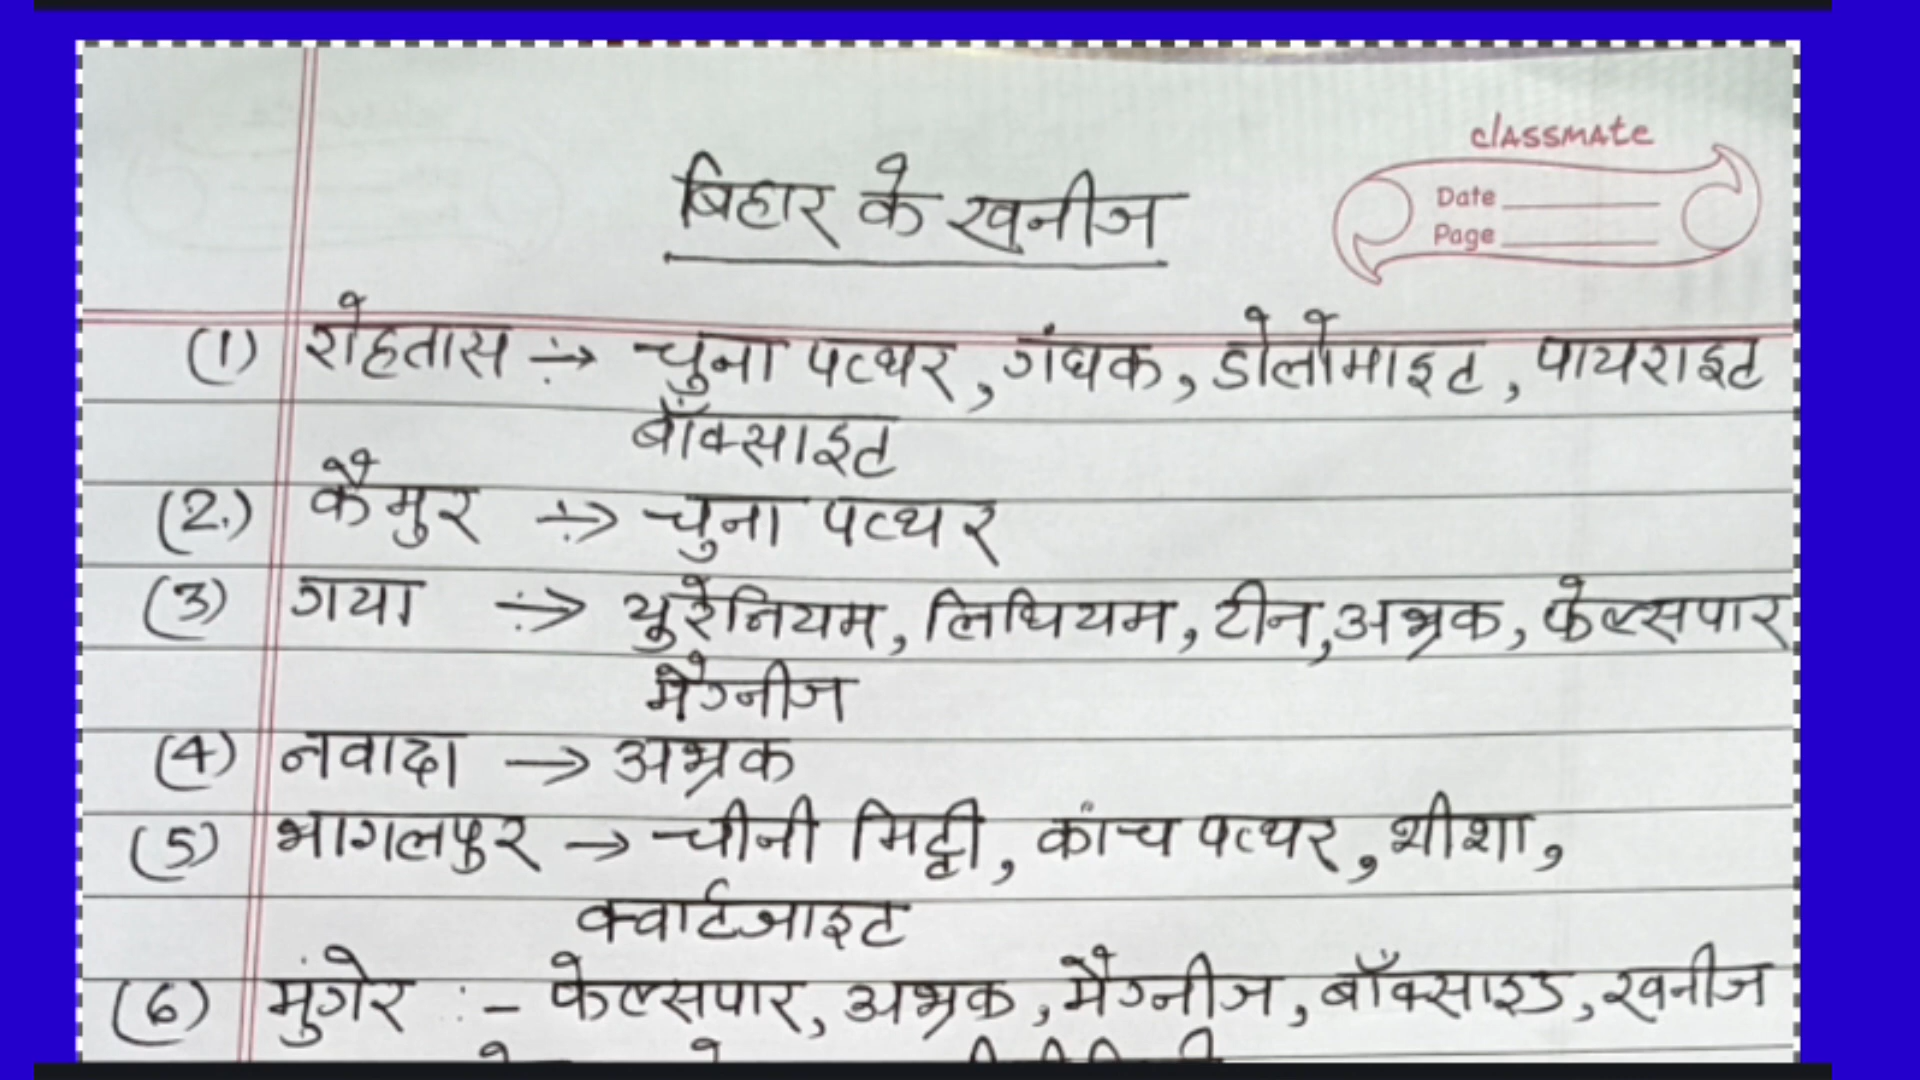 classmate
Date
Page
बिहार के खनीज
(1) रोहतास ÷→ चुना पत्थर, गंधक, डोलोमाइट, पायराइट
बॉक्साइट
(2.) कैमुर ÷→ चुना पत्थर
(3) गया ÷→ युरेनियम, लिथियम, टीन, अभ्रक, फेल्सपार
मैग्नीज
(4) नवादा → अभ्रक
(5) भागलपुर → चीनी मिट्टी, कांच पत्थर, शीशा,
क्वार्टजाइट
(6) मुंगेर :- फेल्सपार, अभ्रक, मैग्नीज, बॉक्साइड, खनीज